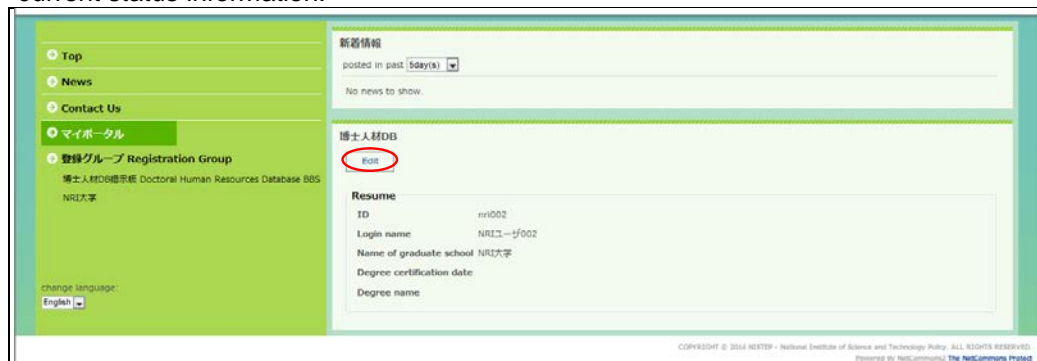 Top
News
Contact Us
マイポータル
登録グループ Registration Group
博士人材DB掲示板 Doctoral Human Resources Database BBS
NRI大学
change language:
English
新着情報
posted in past 5day(s)
No news to show.
博士人材DB
Edit
Resume
ID nri002
Login name NRIユーザ002
Name of graduate school NRI大学
Degree certification date
Degree name
COPYRIGHT © 2014 NISTEP - National Institute of Science and Technology Policy. ALL RIGHTS RESERVED.
Powered by NetCommons2 The NetCommons Project